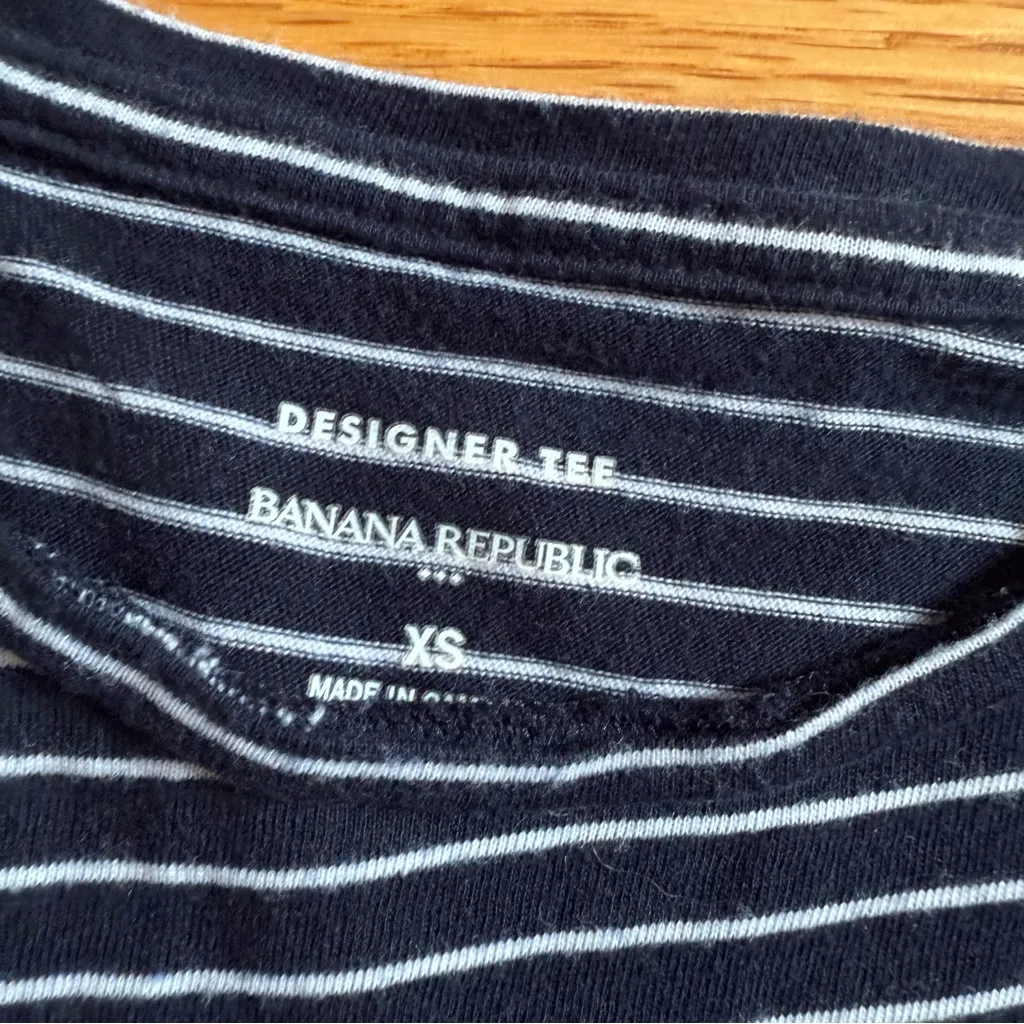 DESIGNER TEE
BANANA REPUBLIC
XS
MADE IN